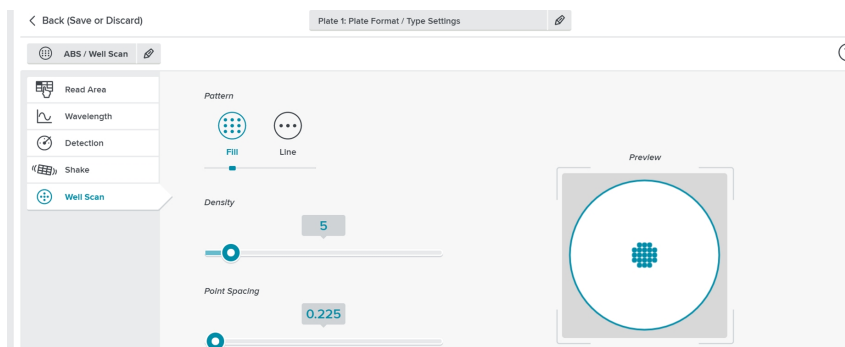 Back (Save or Discard)
Plate 1: Plate Format / Type Settings
ABS / Well Scan
Read Area
Wavelength
Detection
Shake
Well Scan
Pattern
Fill
Line
Density
5
Point Spacing
0.225
Preview